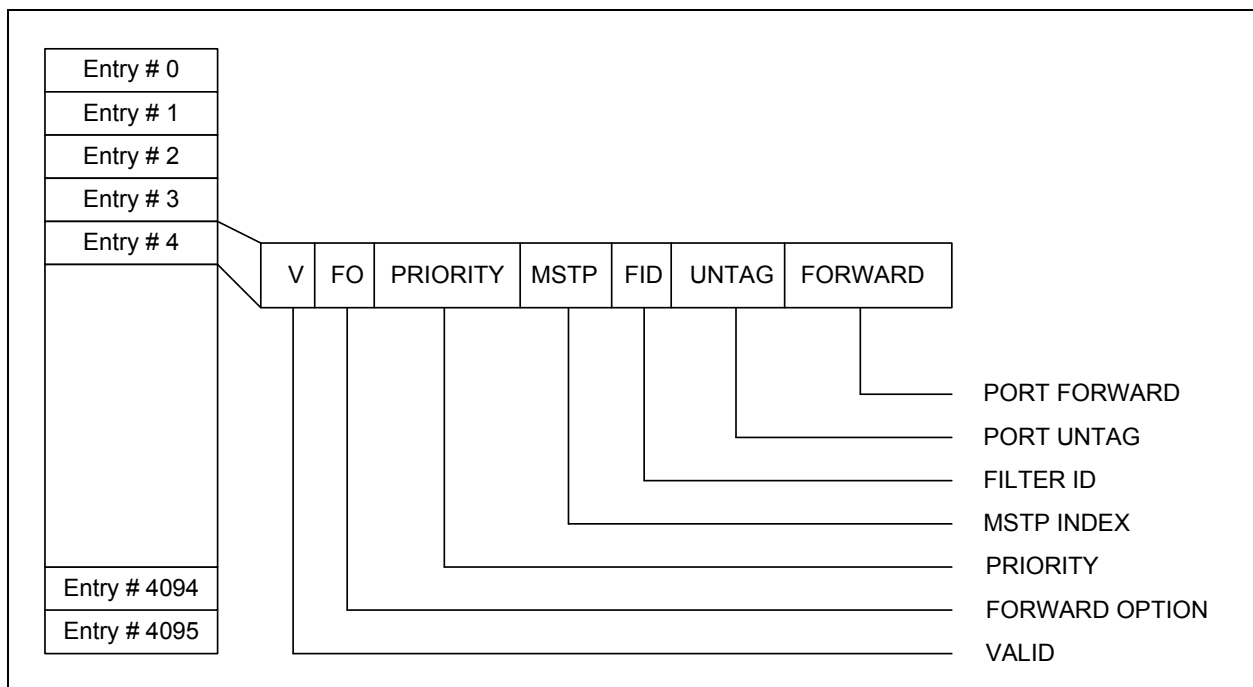 Entry # 0
Entry # 1
Entry # 2
Entry # 3
Entry # 4
V FO PRIORITY MSTP FID UNTAG FORWARD
PORT FORWARD
PORT UNTAG
FILTER ID
MSTP INDEX
PRIORITY
FORWARD OPTION
VALID
Entry # 4094
Entry # 4095